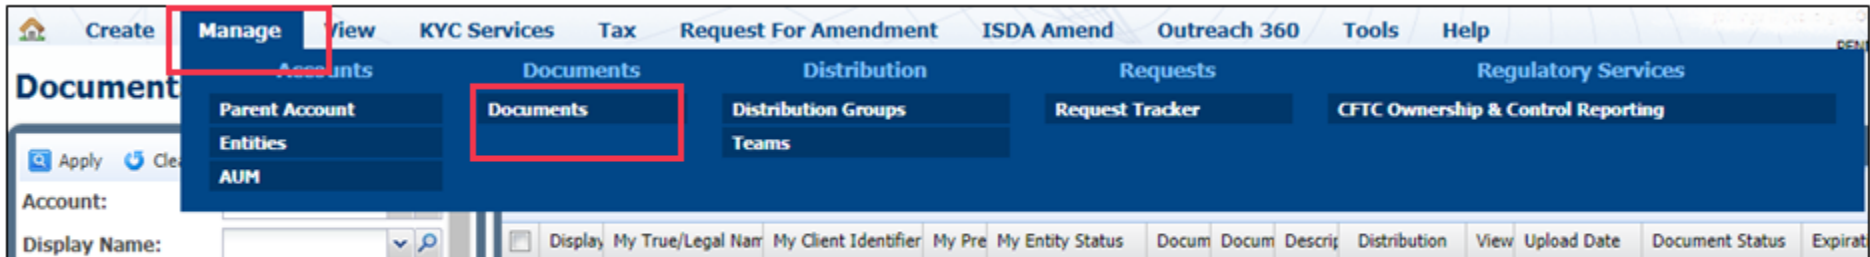 Create Manage View KYC Services Tax Request For Amendment ISDA Amend Outreach 360 Tools Help
Accounts Documents Distribution Requests Regulatory Services
Document
Parent Account Documents Distribution Groups Request Tracker CFTC Ownership & Control Reporting
Entities Teams
Apply Clea
AUM
Account:
Display Name: Display My True/Legal Nam My Client Identifier My Pre My Entity Status Docum Docum Descrip Distribution View Upload Date Document Status Expirat